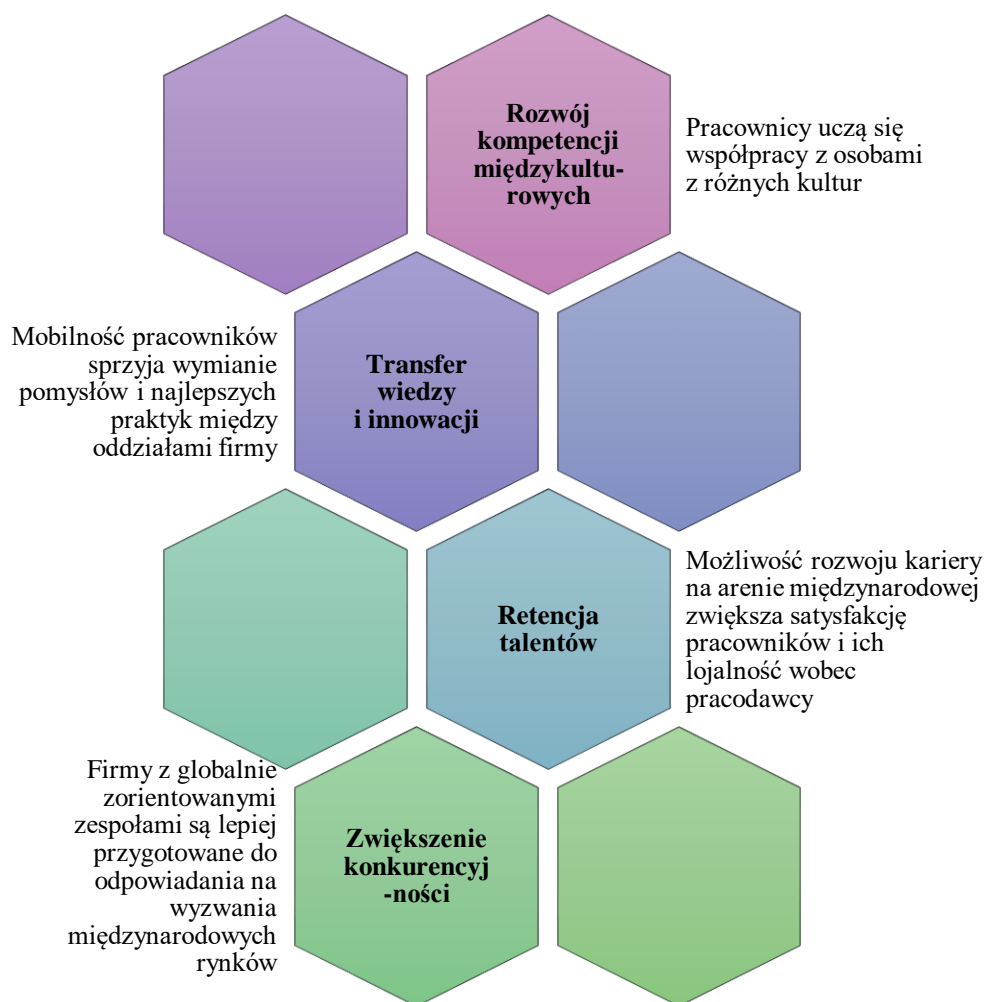 Rozwój
kompetencji
międzykultu-
rowych
Pracownicy uczą się
współpracy z osobami
z różnych kultur
Mobilność pracowników
sprzyja wymianie
pomysłów i najlepszych
praktyk między
oddziałami firmy
Transfer
wiedzy
i innowacji
Retencja
talentów
Możliwość rozwoju kariery
na arenie międzynarodowej
zwiększa satysfakcję
pracowników i ich
lojalność wobec
pracodawcy
Firmy z globalnie
zorientowanymi
zespołami są lepiej
przygotowane do
odpowiadania na
wyzwania
międzynarodowych
rynków
Zwiększenie
konkurencyj
-ności